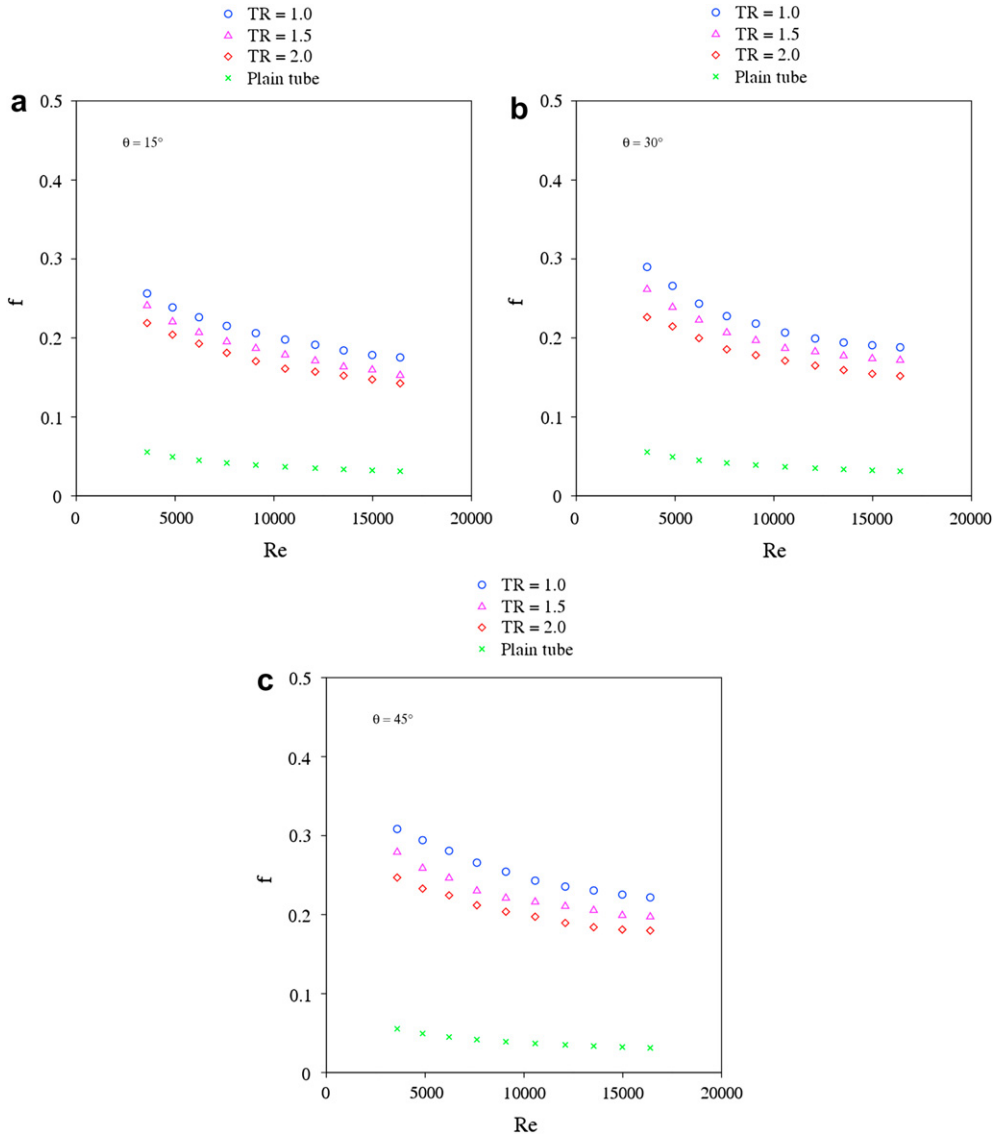 TR = 1.0
TR = 1.5
TR = 2.0
Plain tube
a
θ = 15°
0.5
0.4
0.3
0.2
0.1
0
f
0
5000
10000
15000
20000
Re
TR = 1.0
TR = 1.5
TR = 2.0
Plain tube
b
θ = 30°
0.5
0.4
0.3
0.2
0.1
0
f
0
5000
10000
15000
20000
Re
TR = 1.0
TR = 1.5
TR = 2.0
Plain tube
c
θ = 45°
0.5
0.4
0.3
0.2
0.1
0
f
0
5000
10000
15000
20000
Re